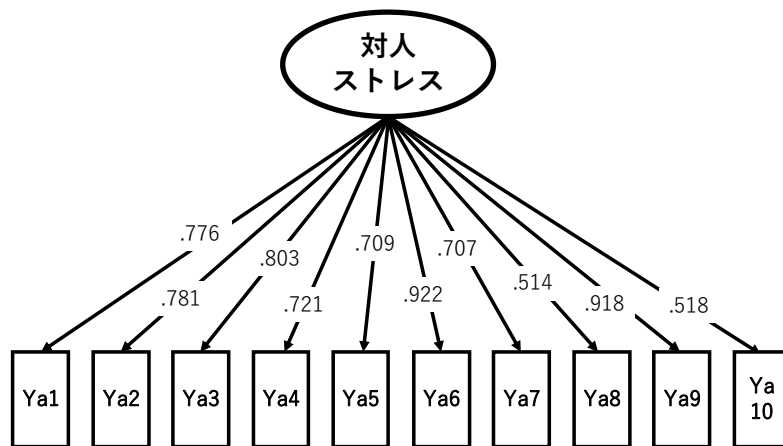 対人
ストレス
.776
.781
.803
.721
.709
.922
.707
.514
.918
.518
Ya1
Ya2
Ya3
Ya4
Ya5
Ya6
Ya7
Ya8
Ya9
Ya
10